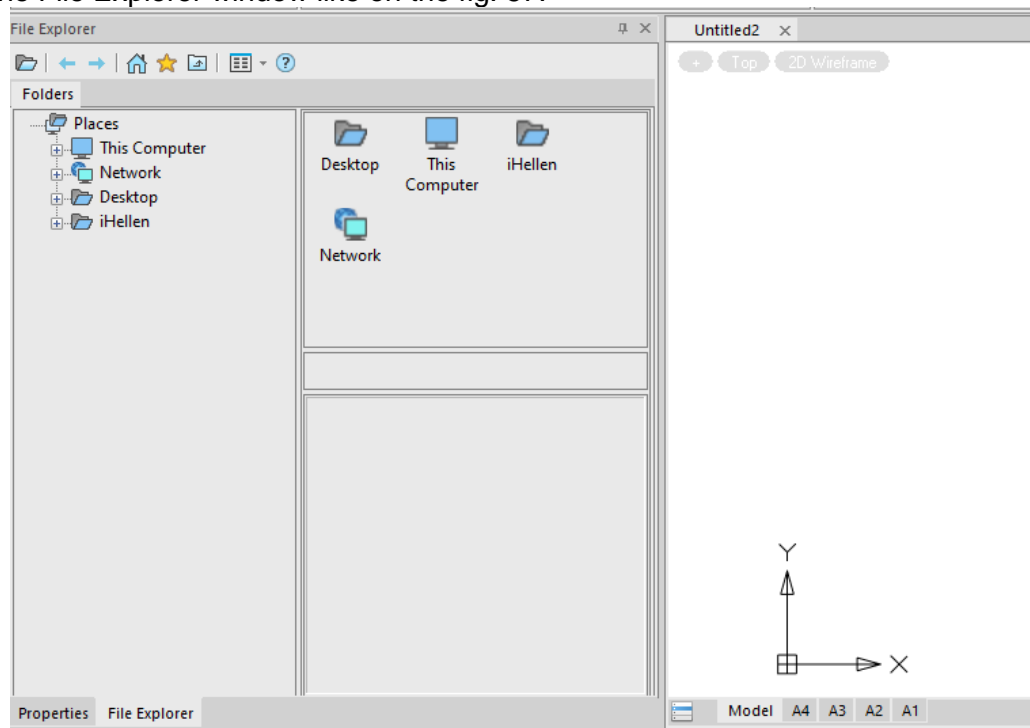 File Explorer
Folders
Places
This Computer
Network
Desktop
iHellen
Desktop
This
Computer
iHellen
Network
Properties File Explorer
Untitled2
+ Top 2D Wireframe
Y
X
Model A4 A3 A2 A1